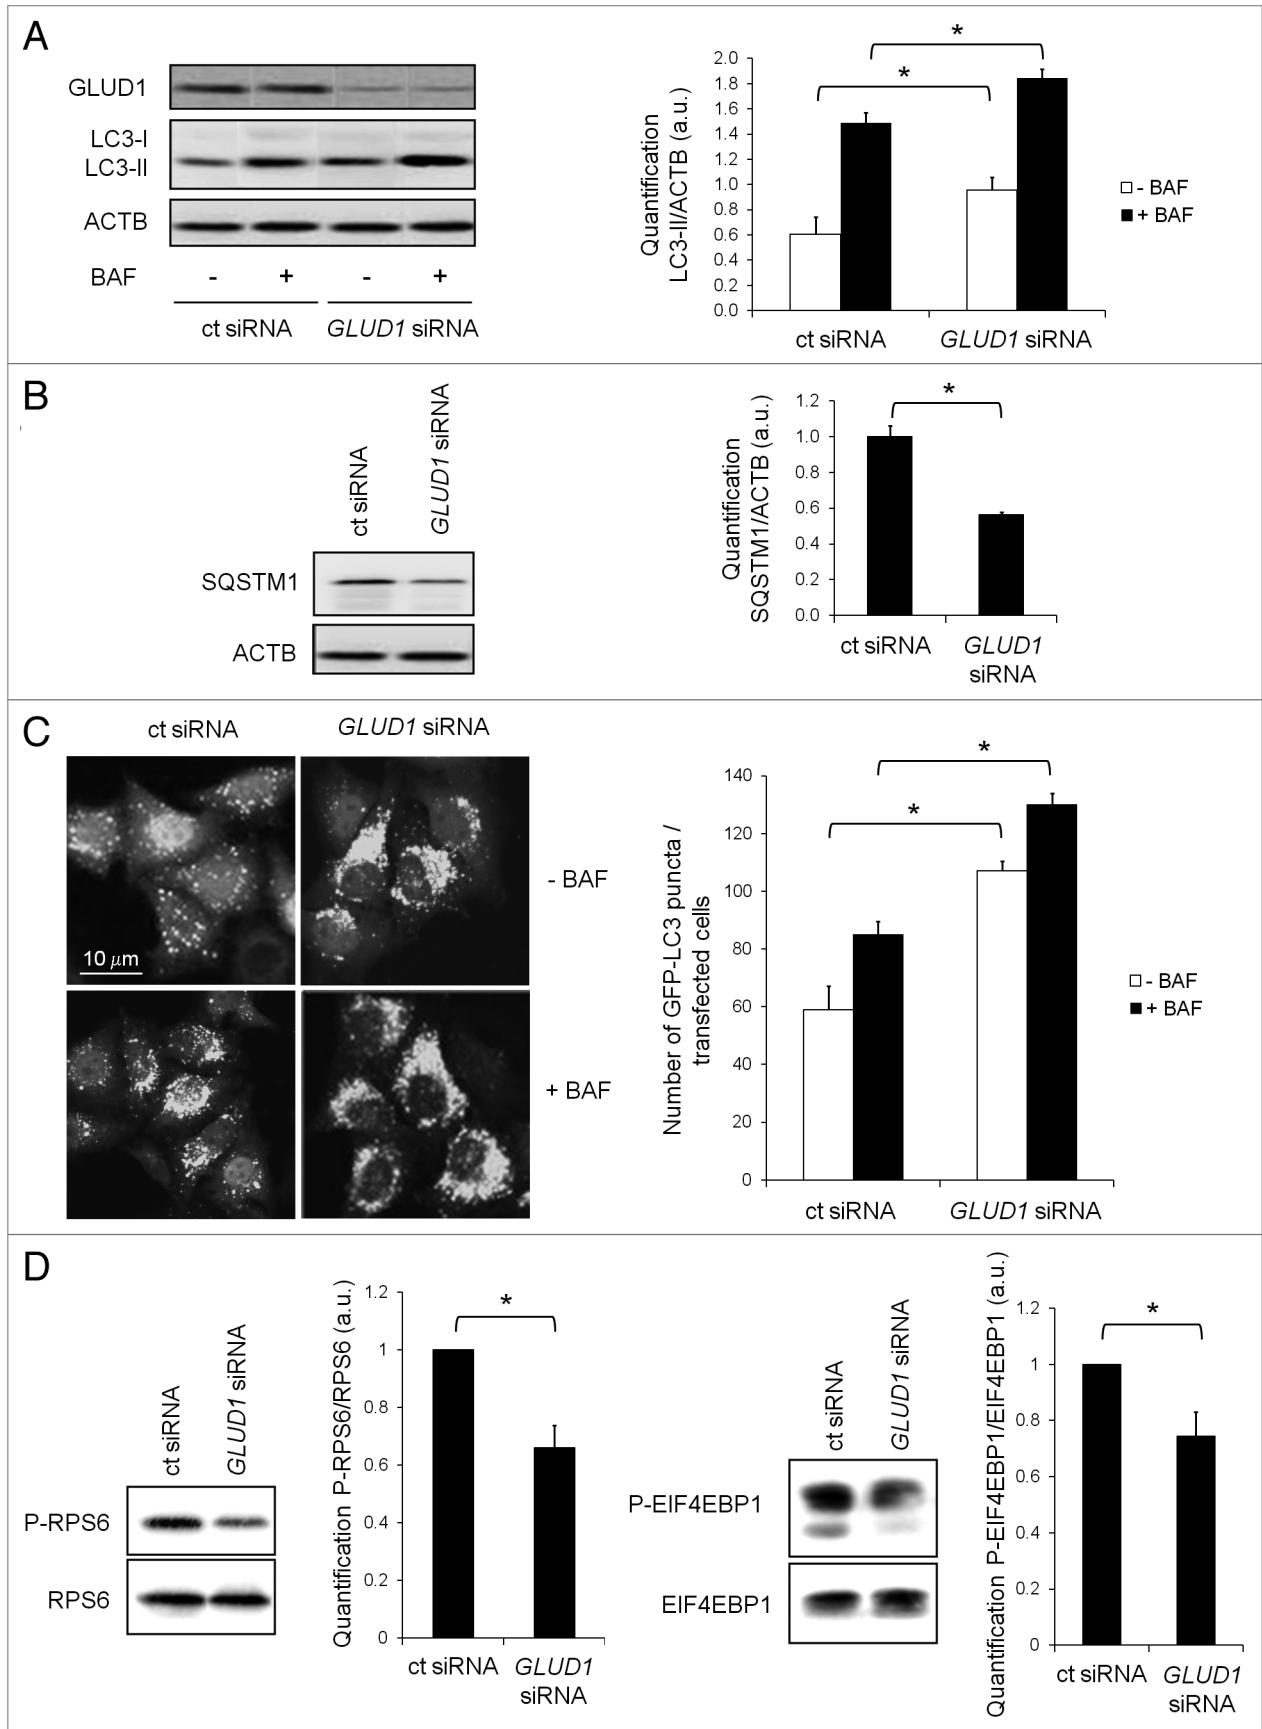 A
GLUD1
LC3-I
LC3-II
ACTB
BAF - + - +
ct siRNA GLUD1 siRNA
Quantification
LC3-II/ACTB (a.u.)
2.0
1.8
1.6
1.4
1.2
1.0
0.8
0.6
0.4
0.2
0.0
*
*
ct siRNA GLUD1 siRNA
- BAF
+ BAF
B
ct siRNA
GLUD1 siRNA
SQSTM1
ACTB
Quantification
SQSTM1/ACTB (a.u.)
1.2
1.0
0.8
0.6
0.4
0.2
0.0
*
ct siRNA
GLUD1
siRNA
C
ct siRNA GLUD1 siRNA
10 μm
- BAF
+ BAF
Number of GFP-LC3 puncta /
transfected cells
140
120
100
80
60
40
20
0
*
*
ct siRNA GLUD1 siRNA
- BAF
+ BAF
D
ct siRNA
GLUD1 siRNA
P-RPS6
RPS6
Quantification P-RPS6/RPS6 (a.u.)
1.2
1
0.8
0.6
0.4
0.2
0
*
ct siRNA
GLUD1
siRNA
ct siRNA
GLUD1 siRNA
P-EIF4EBP1
EIF4EBP1
Quantification P-EIF4EBP1/EIF4EBP1 (a.u.)
1.2
1
0.8
0.6
0.4
0.2
0
*
ct siRNA
GLUD1
siRNA